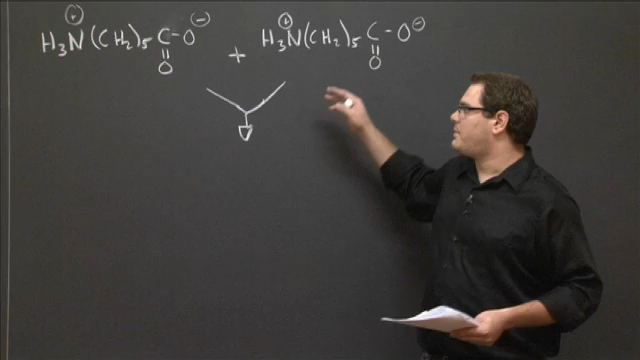 H₃N⊕(CH₂)₅C-O⊖ + H₃N⊕(CH₂)₅C-O⊖
‖ ‖
O O